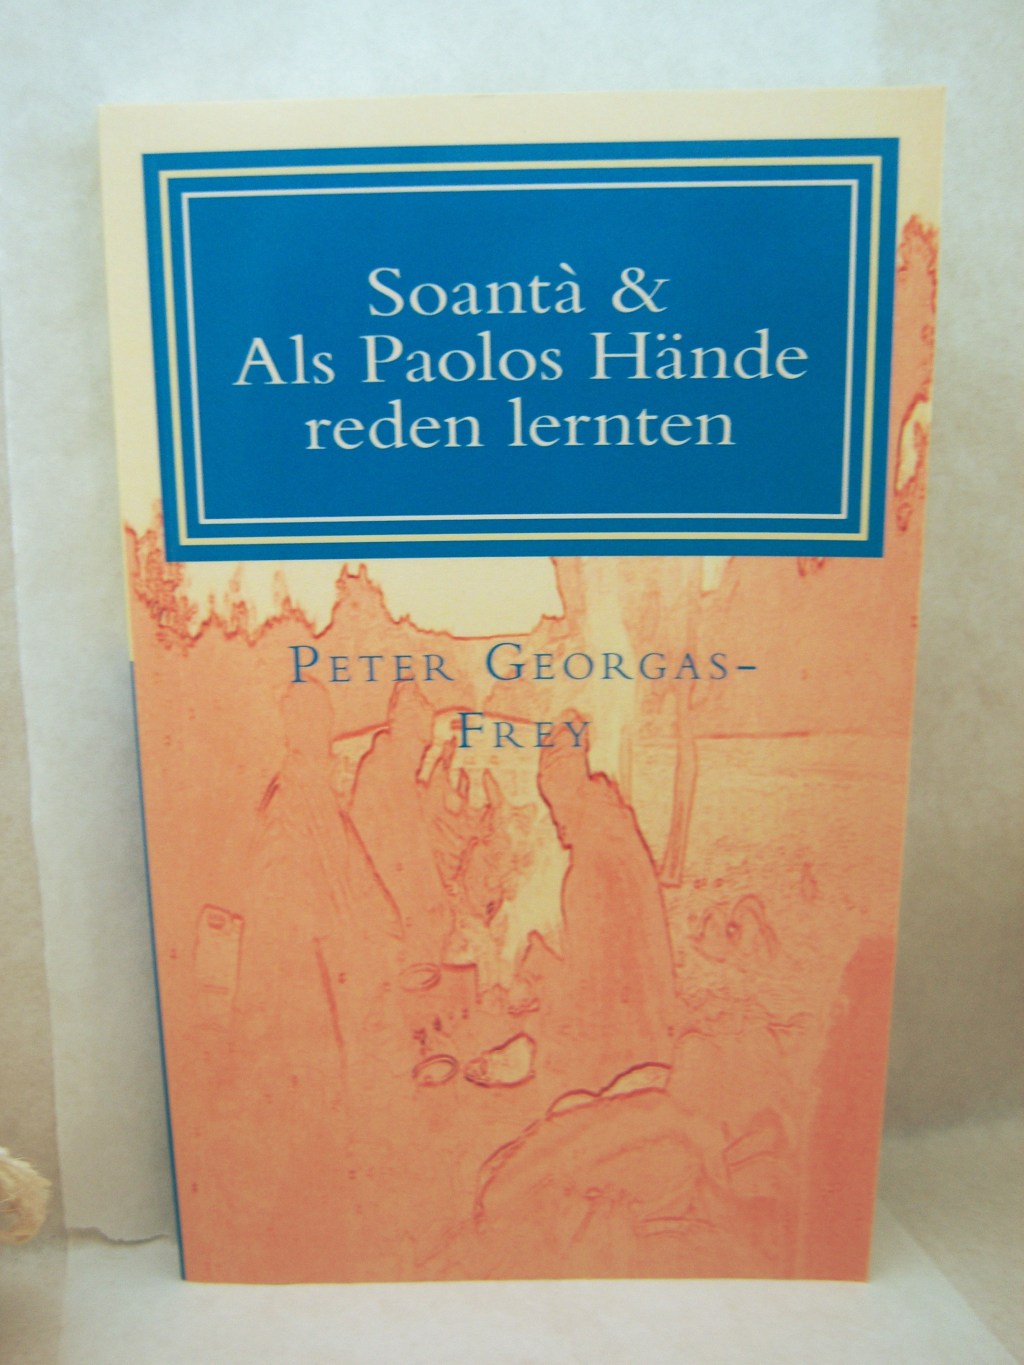 Soantà &
Als Paolos Hände
reden lernten
Peter Georgas-
Frey